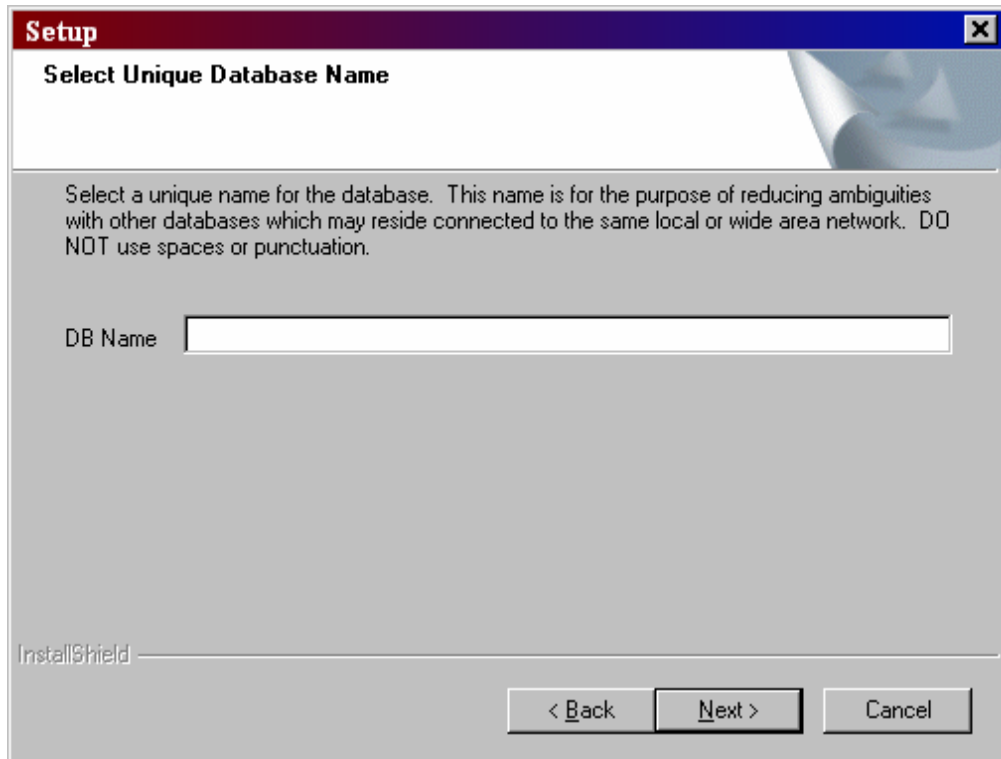 Setup
Select Unique Database Name
Select a unique name for the database.  This name is for the purpose of reducing ambiguities
with other databases which may reside connected to the same local or wide area network.  DO
NOT use spaces or punctuation.
DB Name
InstallShield
< Back
Next >
Cancel